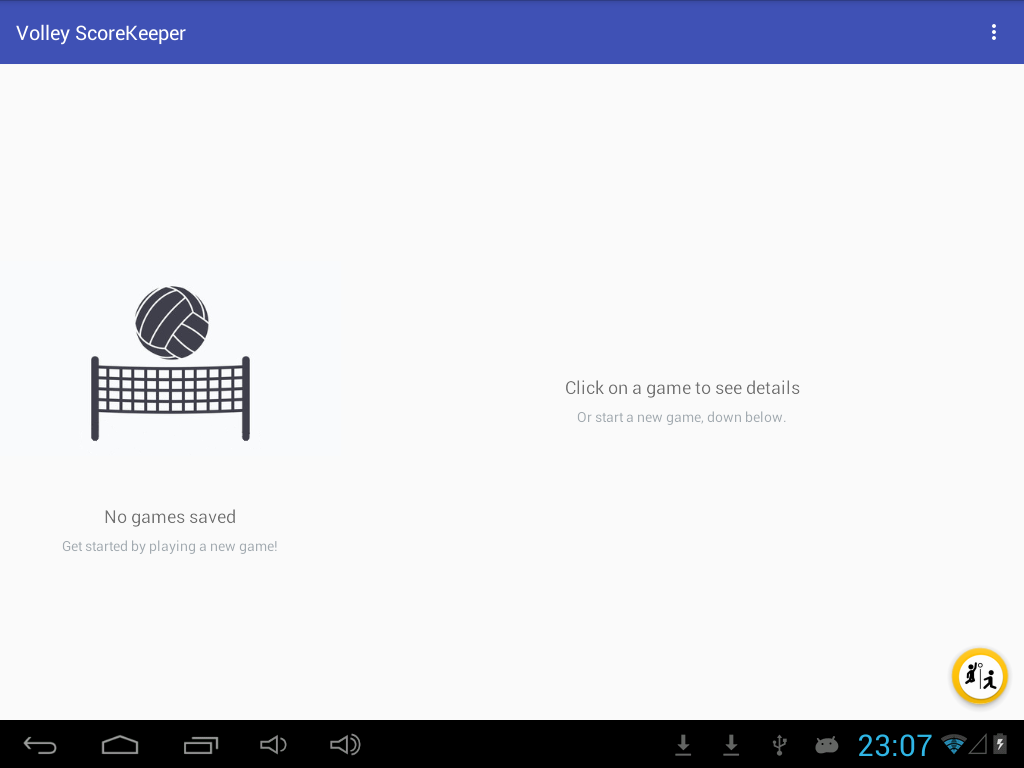 Volley ScoreKeeper
Click on a game to see details
Or start a new game, down below.
No games saved
Get started by playing a new game!
23:07